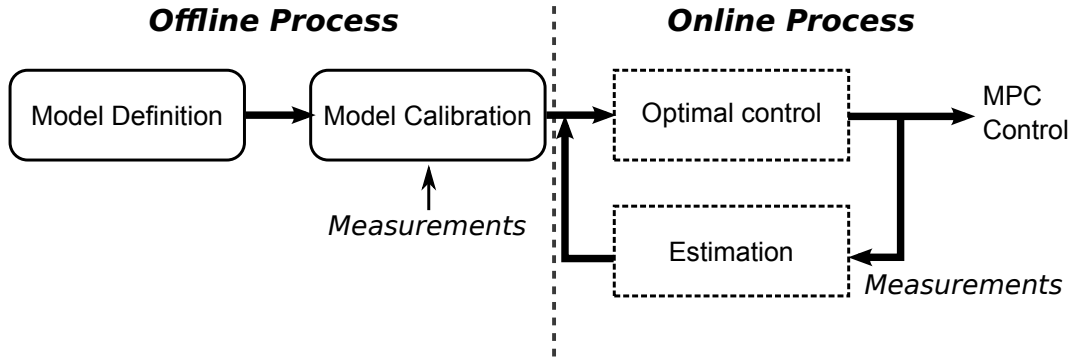 Offline Process
Online Process
Model Definition
Model Calibration
Optimal control
MPC
Control
Measurements
Estimation
Measurements